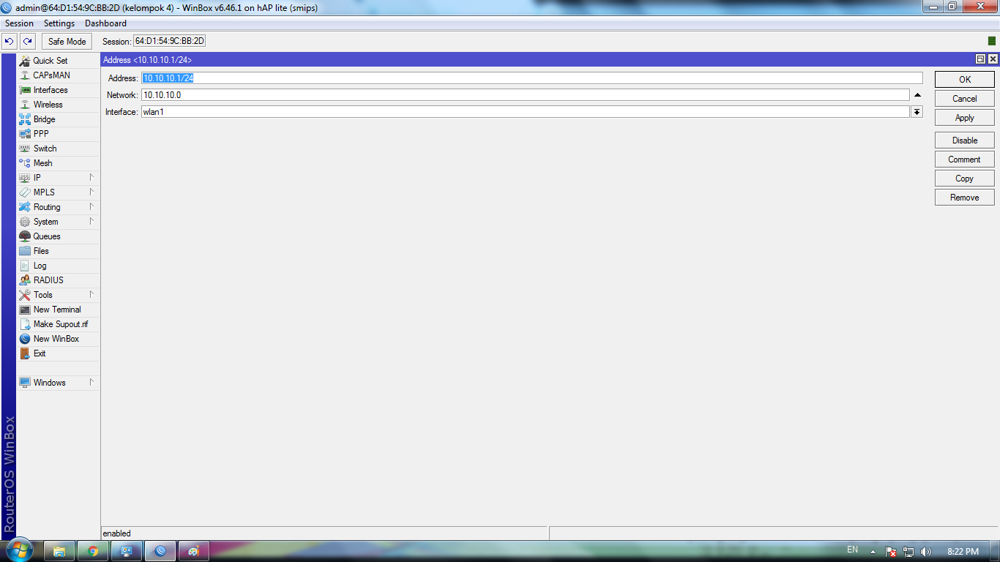 admin@64:D1:54:9C:BB:2D (kelompok 4) - WinBox v6.46.1 on hAP lite (smips)
Session Settings Dashboard
Safe Mode Session: 64:D1:54:9C:BB:2D
Quick Set
CAPsMAN
Interfaces
Wireless
Bridge
PPP
Switch
Mesh
IP
MPLS
Routing
System
Queues
Files
Log
RADIUS
Tools
New Terminal
Make Supout.rif
New WinBox
Exit
Windows
RouterOS WinBox
Address <10.10.10.1/24>
Address: 10.10.10.1/24
Network: 10.10.10.0
Interface: wlan1
OK
Cancel
Apply
Disable
Comment
Copy
Remove
enabled
EN 8:22 PM